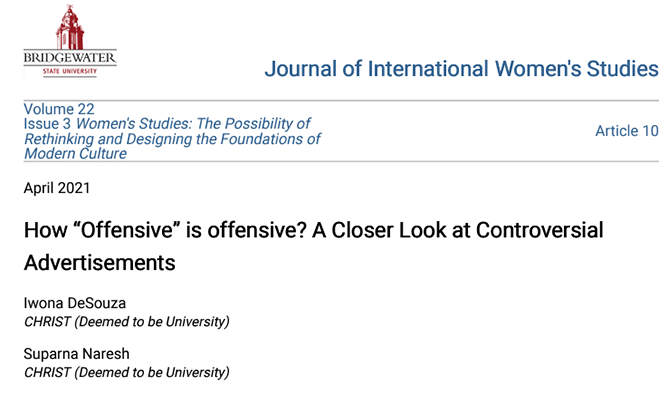 BRIDGEWATER
STATE UNIVERSITY
Journal of International Women's Studies
Volume 22
Issue 3 Women's Studies: The Possibility of
Rethinking and Designing the Foundations of
Modern Culture
Article 10
April 2021
How “Offensive” is offensive? A Closer Look at Controversial
Advertisements
Iwona DeSouza
CHRIST (Deemed to be University)
Suparna Naresh
CHRIST (Deemed to be University)